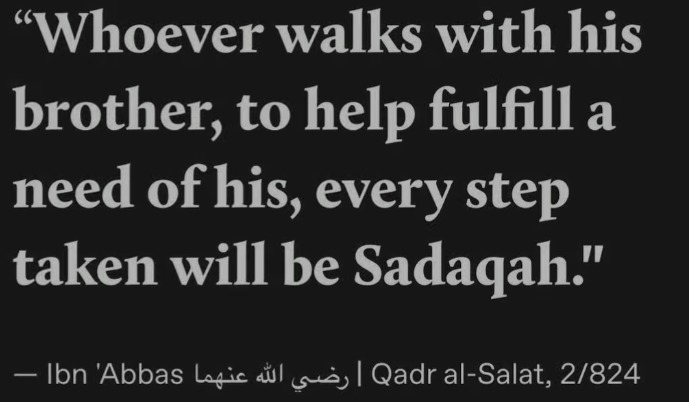 “Whoever walks with his
brother, to help fulfill a
need of his, every step
taken will be Sadaqah."
— Ibn 'Abbas رضي الله عنهما | Qadr al-Salat, 2/824